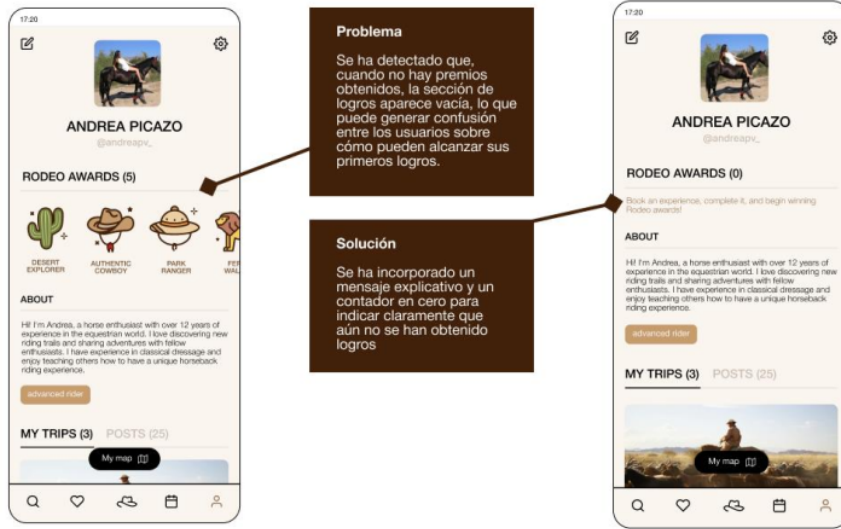 17:20
ANDREA PICAZO
@andreapv_
RODEO AWARDS (5)
DESERT
EXPLORER
AUTHENTIC
COWBOY
PARK
RANGER
ABOUT
Hi! I'm Andrea, a horse enthusiast with over 12 years of
experience in the equestrian world. I love discovering new
riding trails and sharing adventures with fellow
enthusiasts. I have experience in classical dressage and
enjoy teaching others how to have a unique horseback
riding experience.
advanced rider
MY TRIPS (3) POSTS (25)
My map
Problema
Se ha detectado que,
cuando no hay premios
obtenidos, la sección de
logros aparece vacía, lo que
puede generar confusión
entre los usuarios sobre
cómo pueden alcanzar sus
primeros logros.
Solución
Se ha incorporado un
mensaje explicativo y un
contador en cero para
indicar claramente que
aún no se han obtenido
logros
17:20
ANDREA PICAZO
@andreapv_
RODEO AWARDS (0)
Book an experience, complete it, and begin winning
Rodeo awards!
ABOUT
Hi! I'm Andrea, a horse enthusiast with over 12 years of
experience in the equestrian world. I love discovering new
riding trails and sharing adventures with fellow
enthusiasts. I have experience in classical dressage and
enjoy teaching others how to have a unique horseback
riding experience.
advanced rider
MY TRIPS (3) POSTS (25)
My map